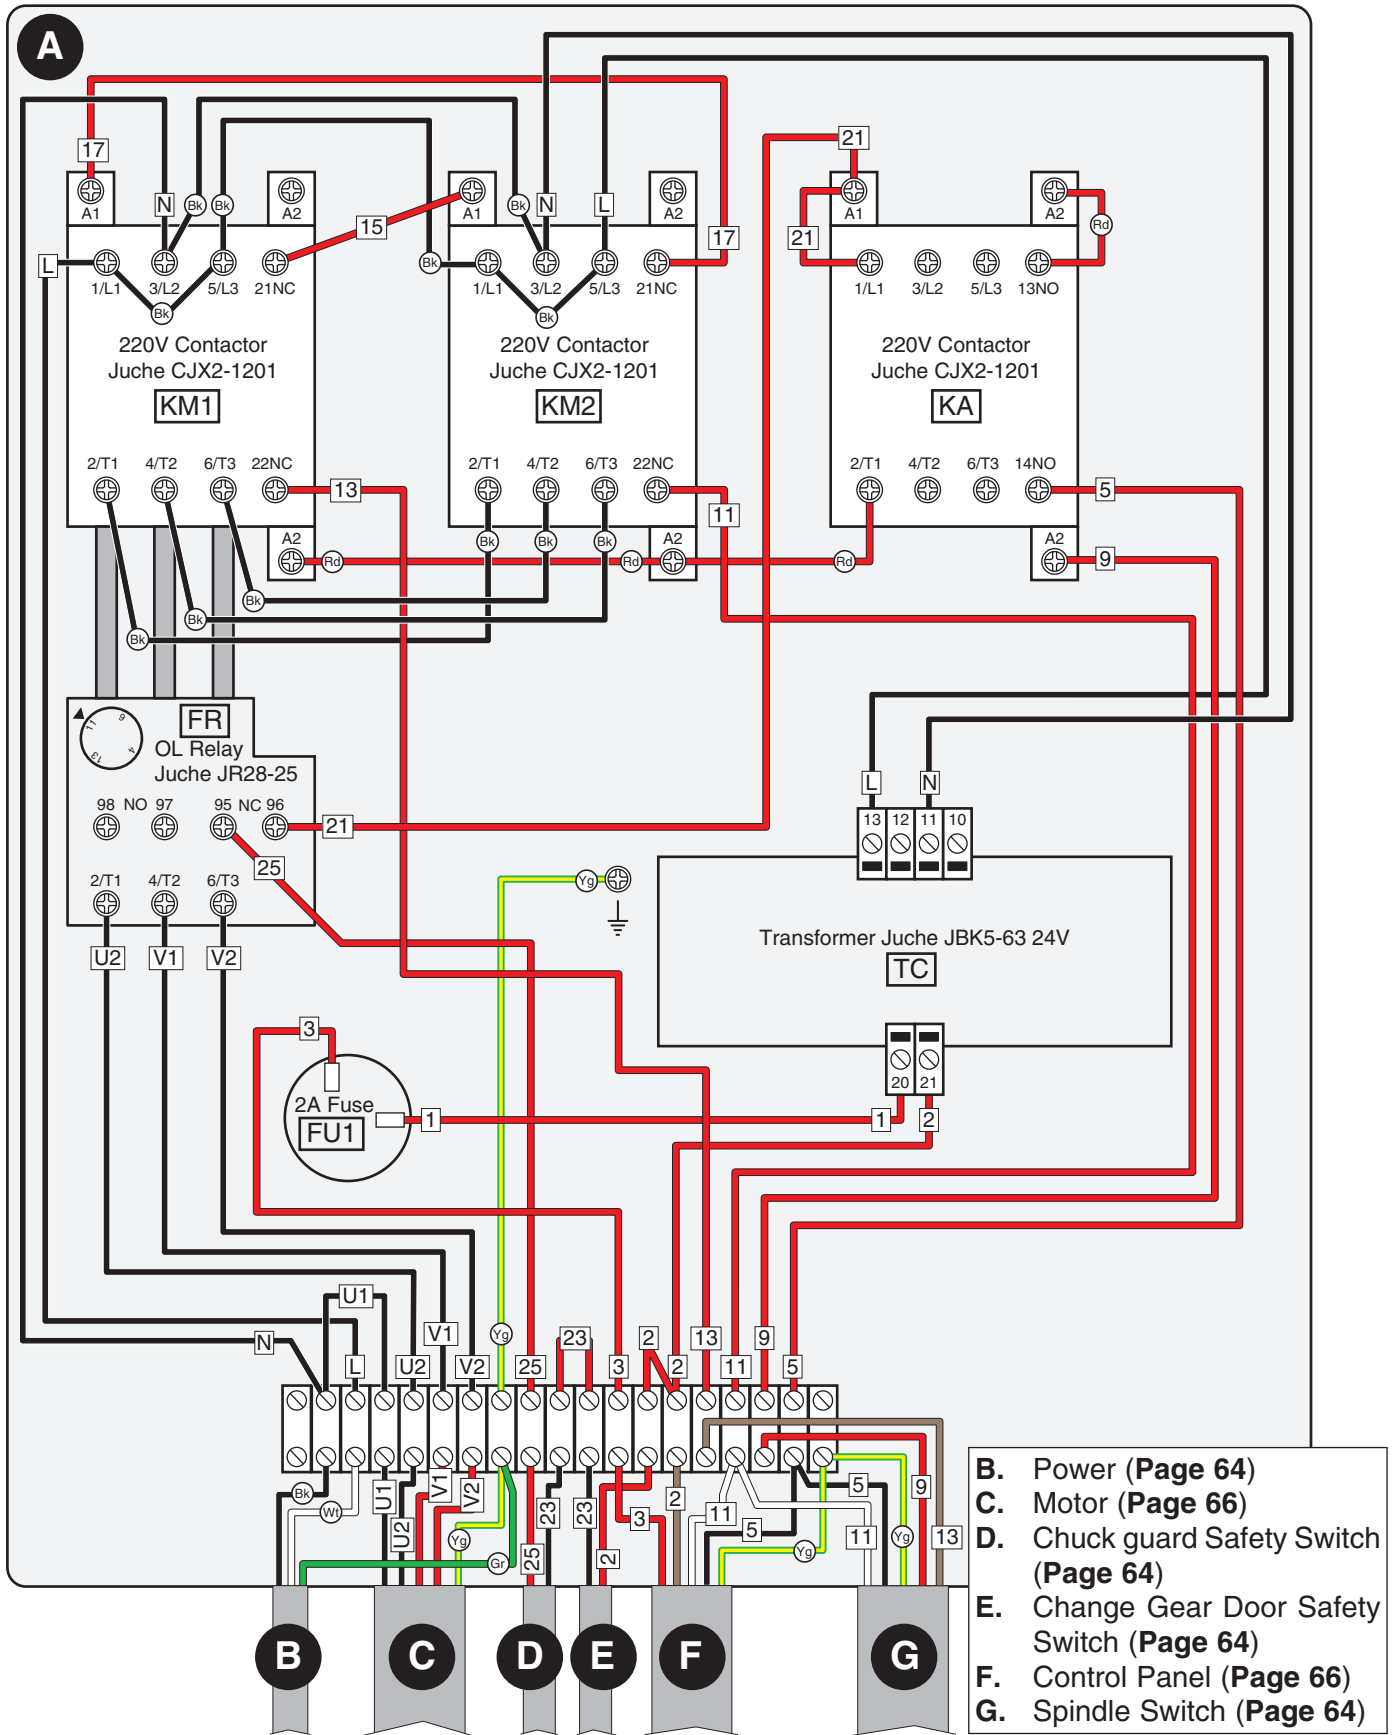 A
17
A1
N
Bk
Bk
A2
15
A1
Bk
N
L
A2
17
21
A1
21
A2
Rd
L
Bk
1/L1 3/L2 5/L3 21NC
Bk
1/L1 3/L2 5/L3 21NC
Bk
1/L1 3/L2 5/L3 13NO
220V Contactor
Juche CJX2-1201
KM1
220V Contactor
Juche CJX2-1201
KM2
220V Contactor
Juche CJX2-1201
KA
2/T1 4/T2 6/T3 22NC
2/T1 4/T2 6/T3 22NC
2/T1 4/T2 6/T3 14NO
13
11
5
Bk
Bk
Bk
A2
Rd
Rd
A2
Rd
A2
9
Bk
Bk
Bk
9
11
13
4
FR
OL Relay
Juche JR28-25
98 NO 97 95 NC 96
21
25
2/T1 4/T2 6/T3
U2 V1 V2
L
N
13 12 11 10
Yg
Transformer Juche JBK5-63 24V
TC
20 21
3
2A Fuse
FU1
1
1
2
U1
N
L
U2
V1
V2
Yg
25
23
3
2
2
13
11
9
5
Bk
Wt
Gr
U1
U2
V1
V2
Yg
25
23
23
2
3
2
11
5
Yg
5
11
Yg
9
13
B
C
D
E
F
G
B. Power (Page 64)
C. Motor (Page 66)
D. Chuck guard Safety Switch
(Page 64)
E. Change Gear Door Safety
Switch (Page 64)
F. Control Panel (Page 66)
G. Spindle Switch (Page 64)